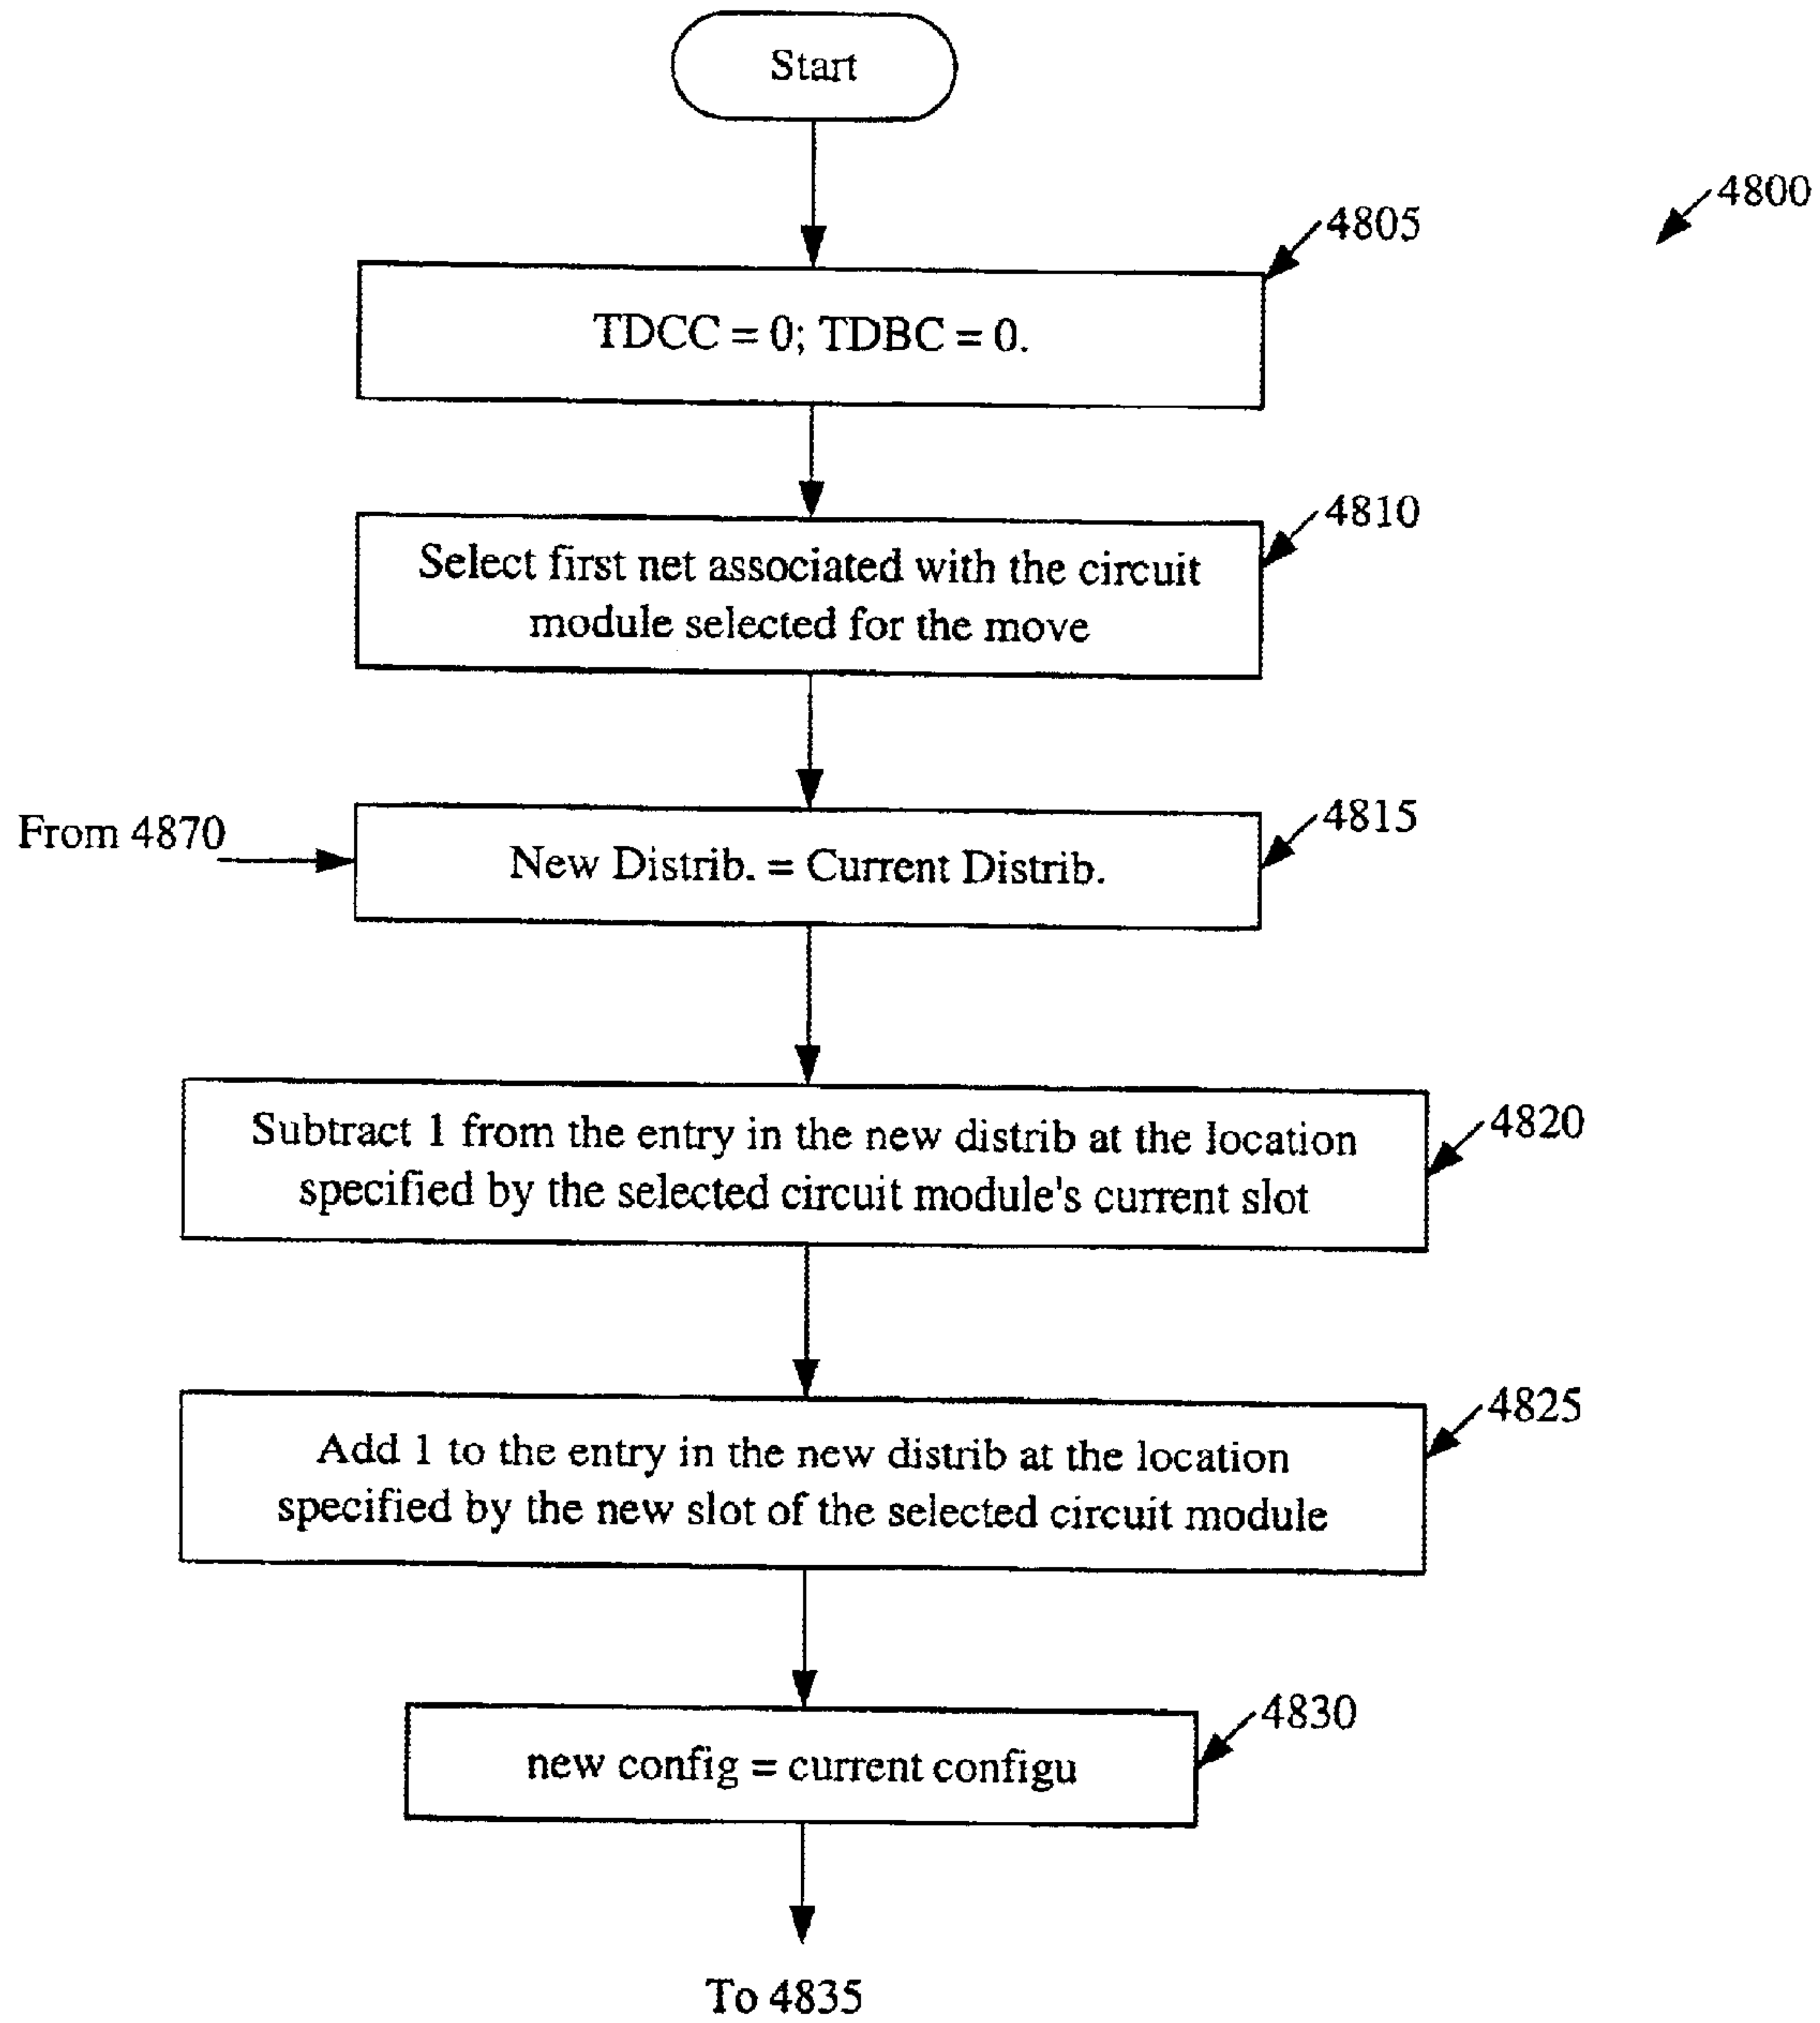 Start
4800
4805
TDCC = 0; TDBC = 0.
4810
Select first net associated with the circuit
module selected for the move
4815
From 4870
New Distrib. = Current Distrib.
4820
Subtract 1 from the entry in the new distrib at the location
specified by the selected circuit module's current slot
4825
Add 1 to the entry in the new distrib at the location
specified by the new slot of the selected circuit module
4830
new config = current configu
To 4835